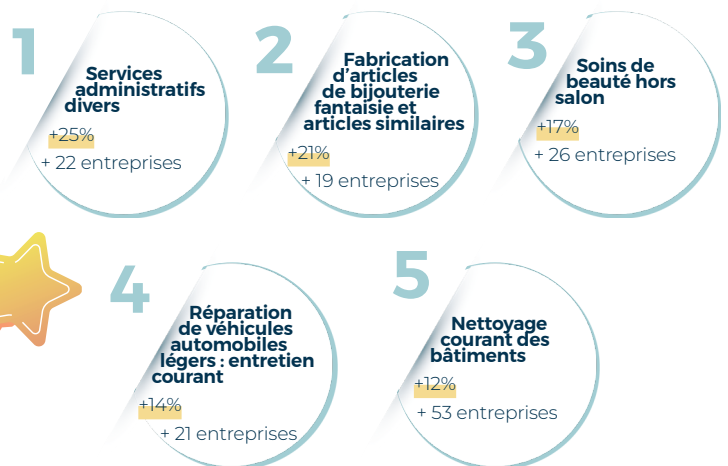 1
Services
administratifs
divers
+25%
+ 22 entreprises
2
Fabrication
d'articles
de bijouterie
fantaisie et
articles similaires
+21%
+ 19 entreprises
3
Soins de
beauté hors
salon
+17%
+ 26 entreprises
4
Réparation
de véhicules
automobiles
légers : entretien
courant
+14%
+ 21 entreprises
5
Nettoyage
courant des
bâtiments
+12%
+ 53 entreprises